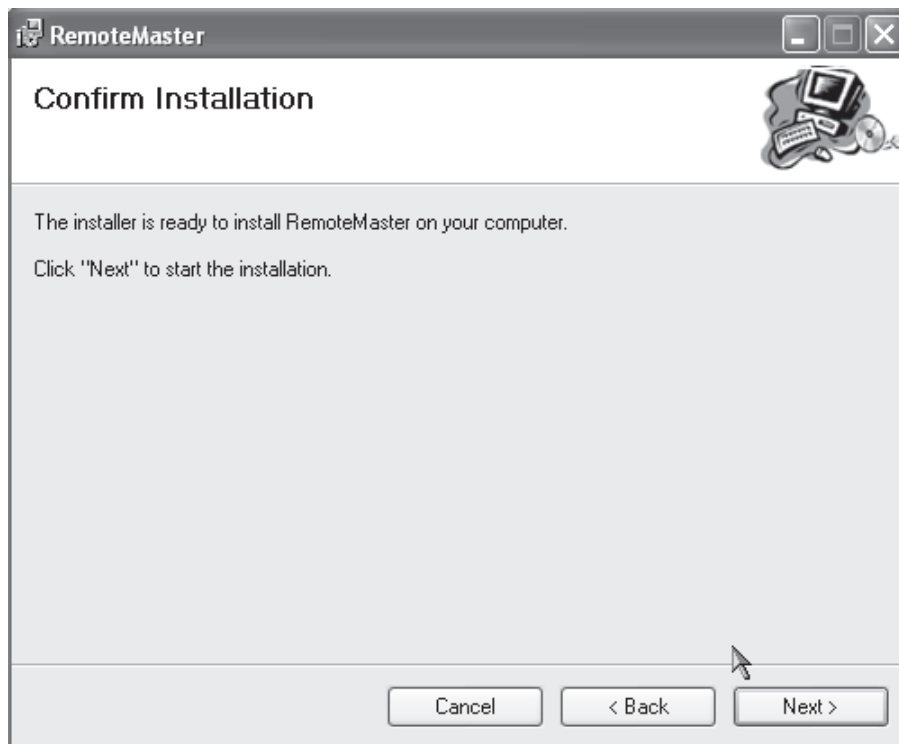 RemoteMaster
Confirm Installation
The installer is ready to install RemoteMaster on your computer.
Click "Next" to start the installation.
Cancel
< Back
Next >